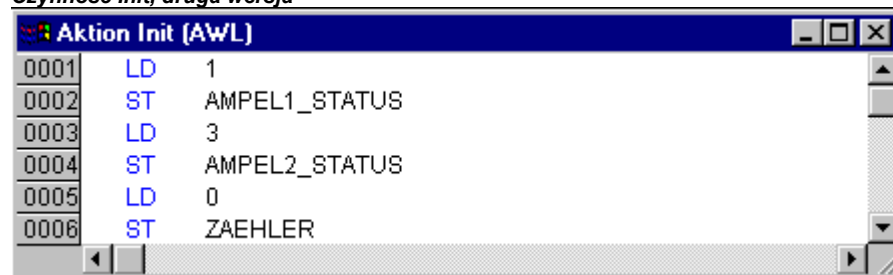 Czynność Init, druga wersja
Aktion Init (AWL)
0001 LD 1
0002 ST AMPEL1_STATUS
0003 LD 3
0004 ST AMPEL2_STATUS
0005 LD 0
0006 ST ZAEHLER